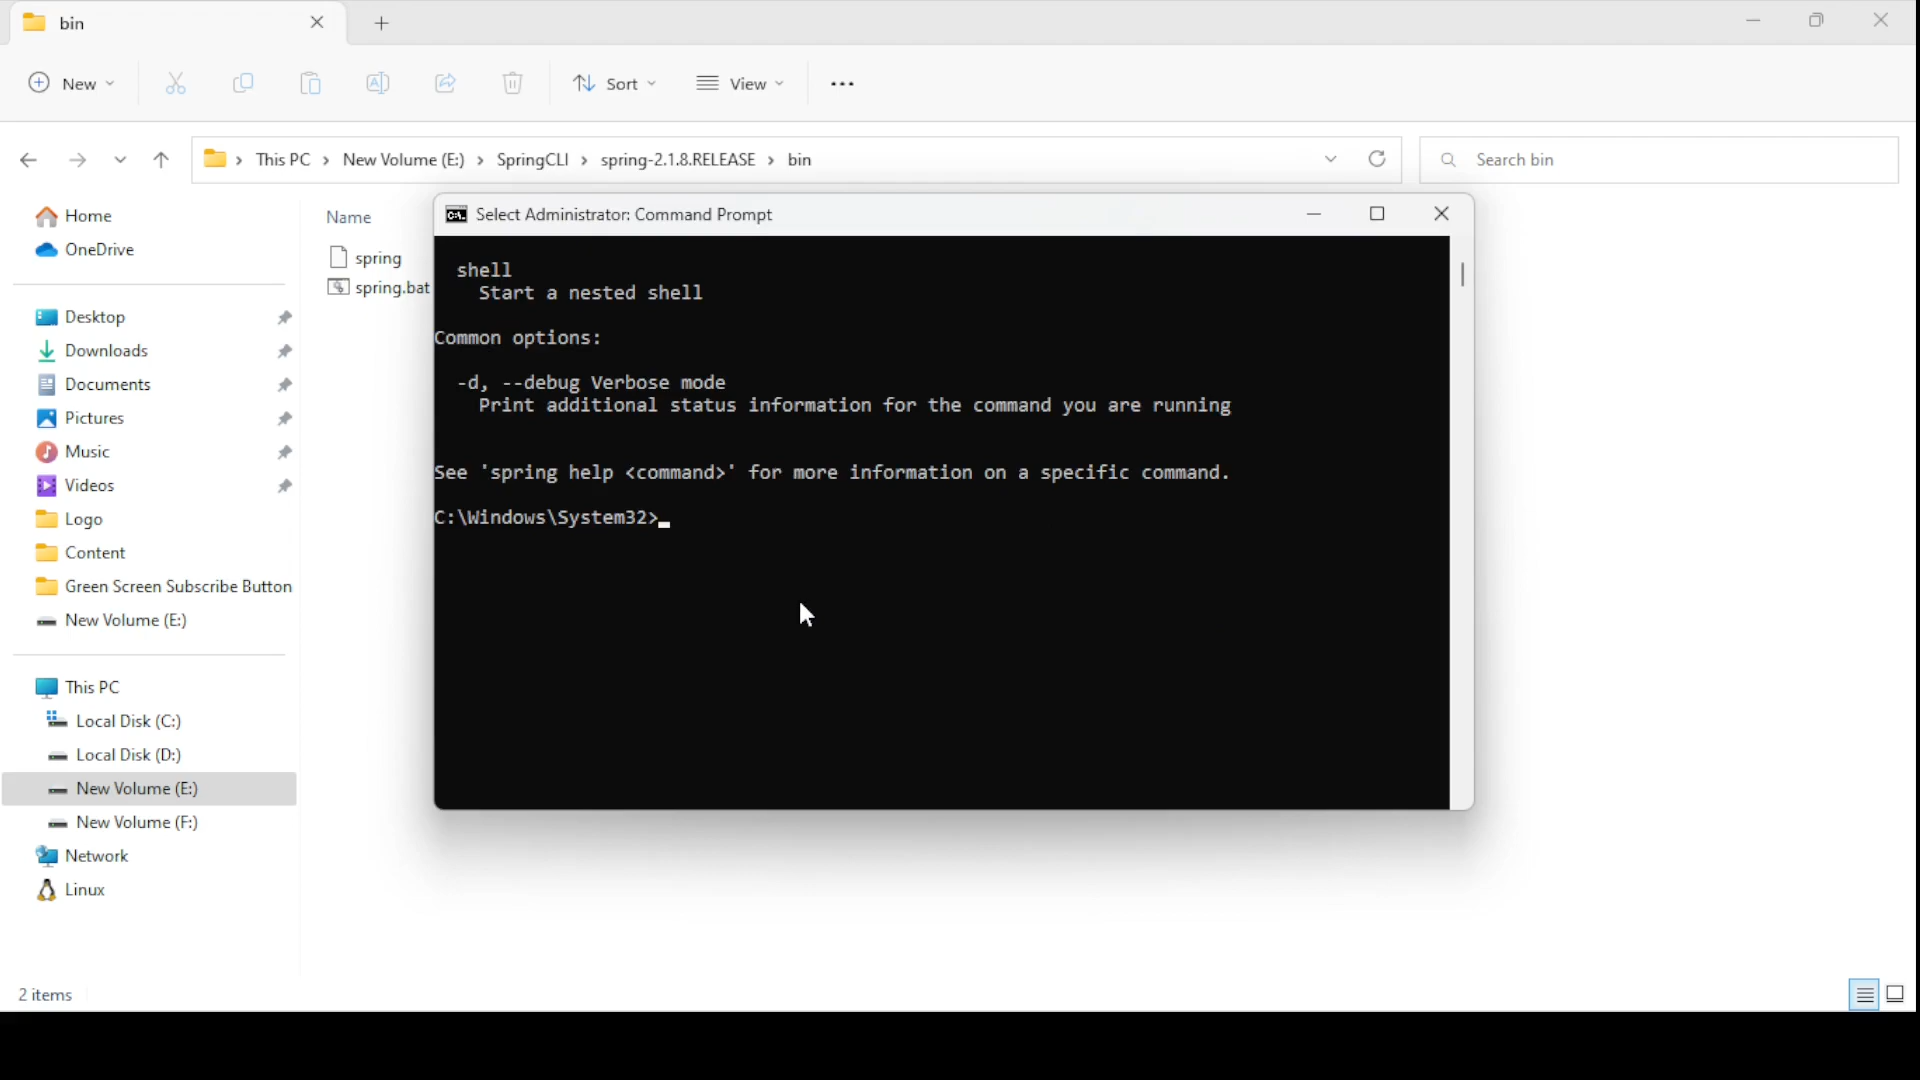 bin
New
Sort
View
This PC > New Volume (E:) > SpringCLI > spring-2.1.8.RELEASE > bin
Search bin
Home
OneDrive
Desktop
Downloads
Documents
Pictures
Music
Videos
Logo
Content
Green Screen Subscribe Button
New Volume (E:)
This PC
Local Disk (C:)
Local Disk (D:)
New Volume (E:)
New Volume (F:)
Network
Linux
Name
spring
spring.bat
Select Administrator: Command Prompt
shell
Start a nested shell
Common options:
-d, --debug Verbose mode
Print additional status information for the command you are running
See 'spring help <command>' for more information on a specific command.
C:\Windows\System32>_
2 items